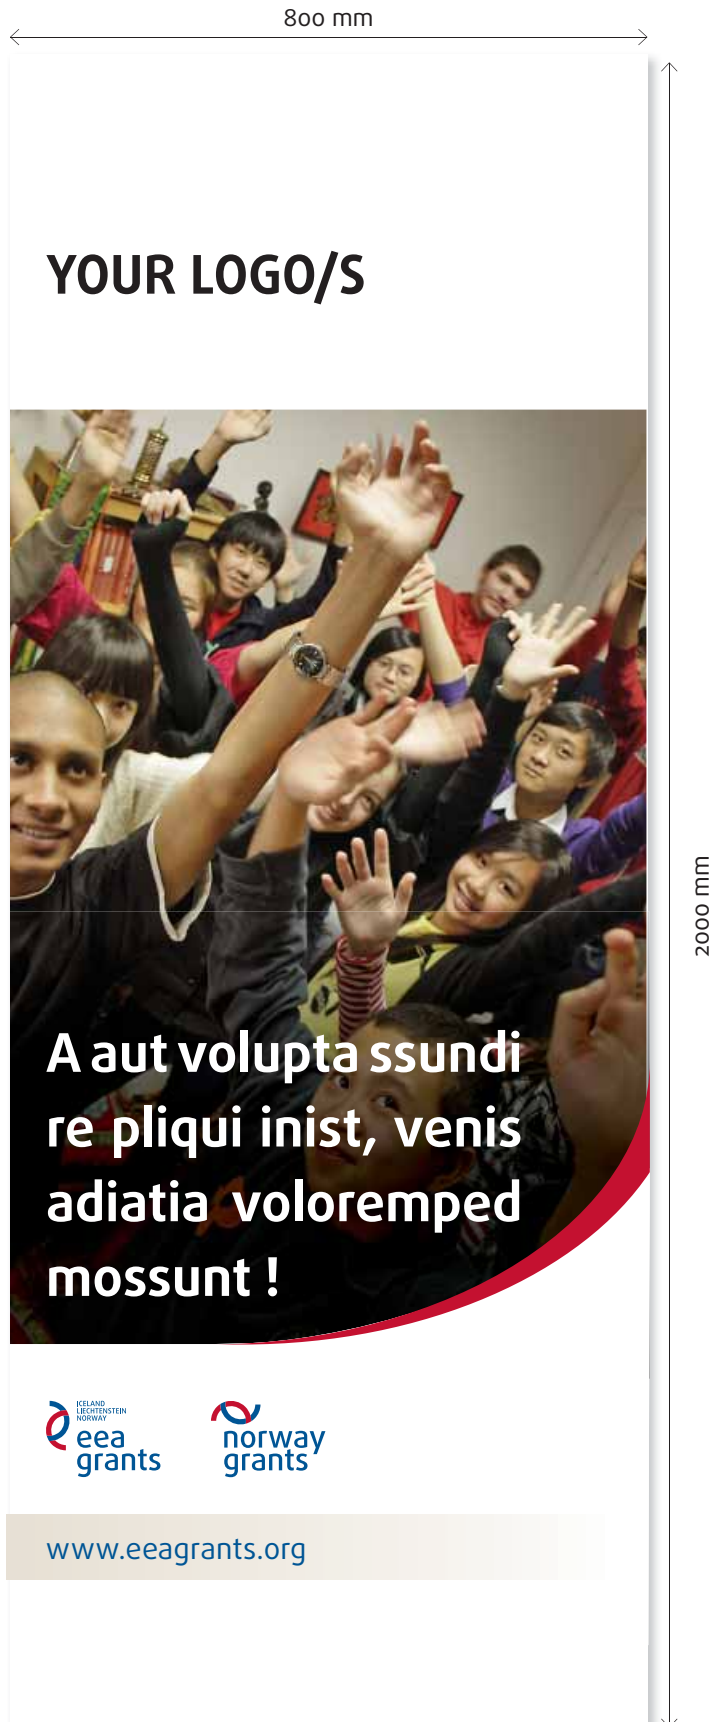 800 mm
YOUR LOGO/S
2000 mm
A aut volupta ssundi
re pliqui inist, venis
adiatia voloremped
mossunt !
ICELAND
LIECHTENSTEIN
NORWAY
eea
grants
norway
grants
www.eeagrants.org